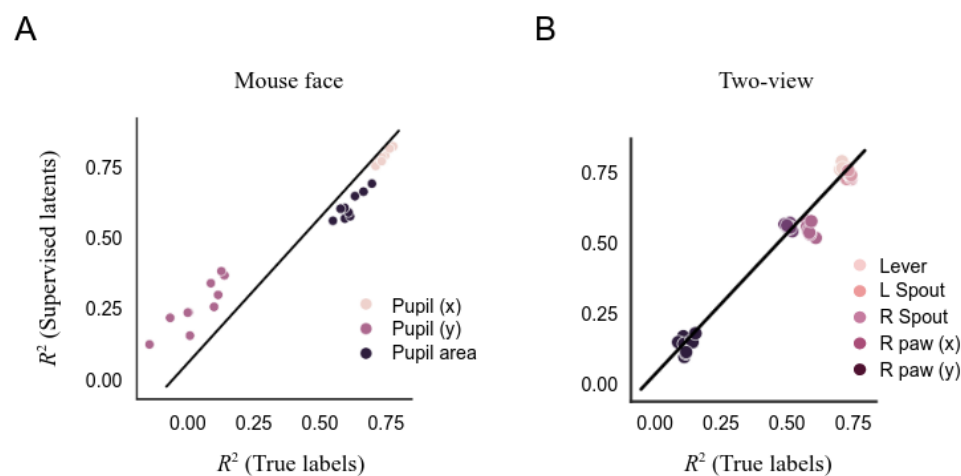 A
B
Mouse face
Two-view
R² (Supervised latents)
0.75
0.50
0.25
0.00
Pupil (x)
Pupil (y)
Pupil area
0.00 0.25 0.50 0.75
R² (True labels)
0.75
0.50
0.25
0.00
Lever
L Spout
R Spout
R paw (x)
R paw (y)
0.00 0.25 0.50 0.75
R² (True labels)